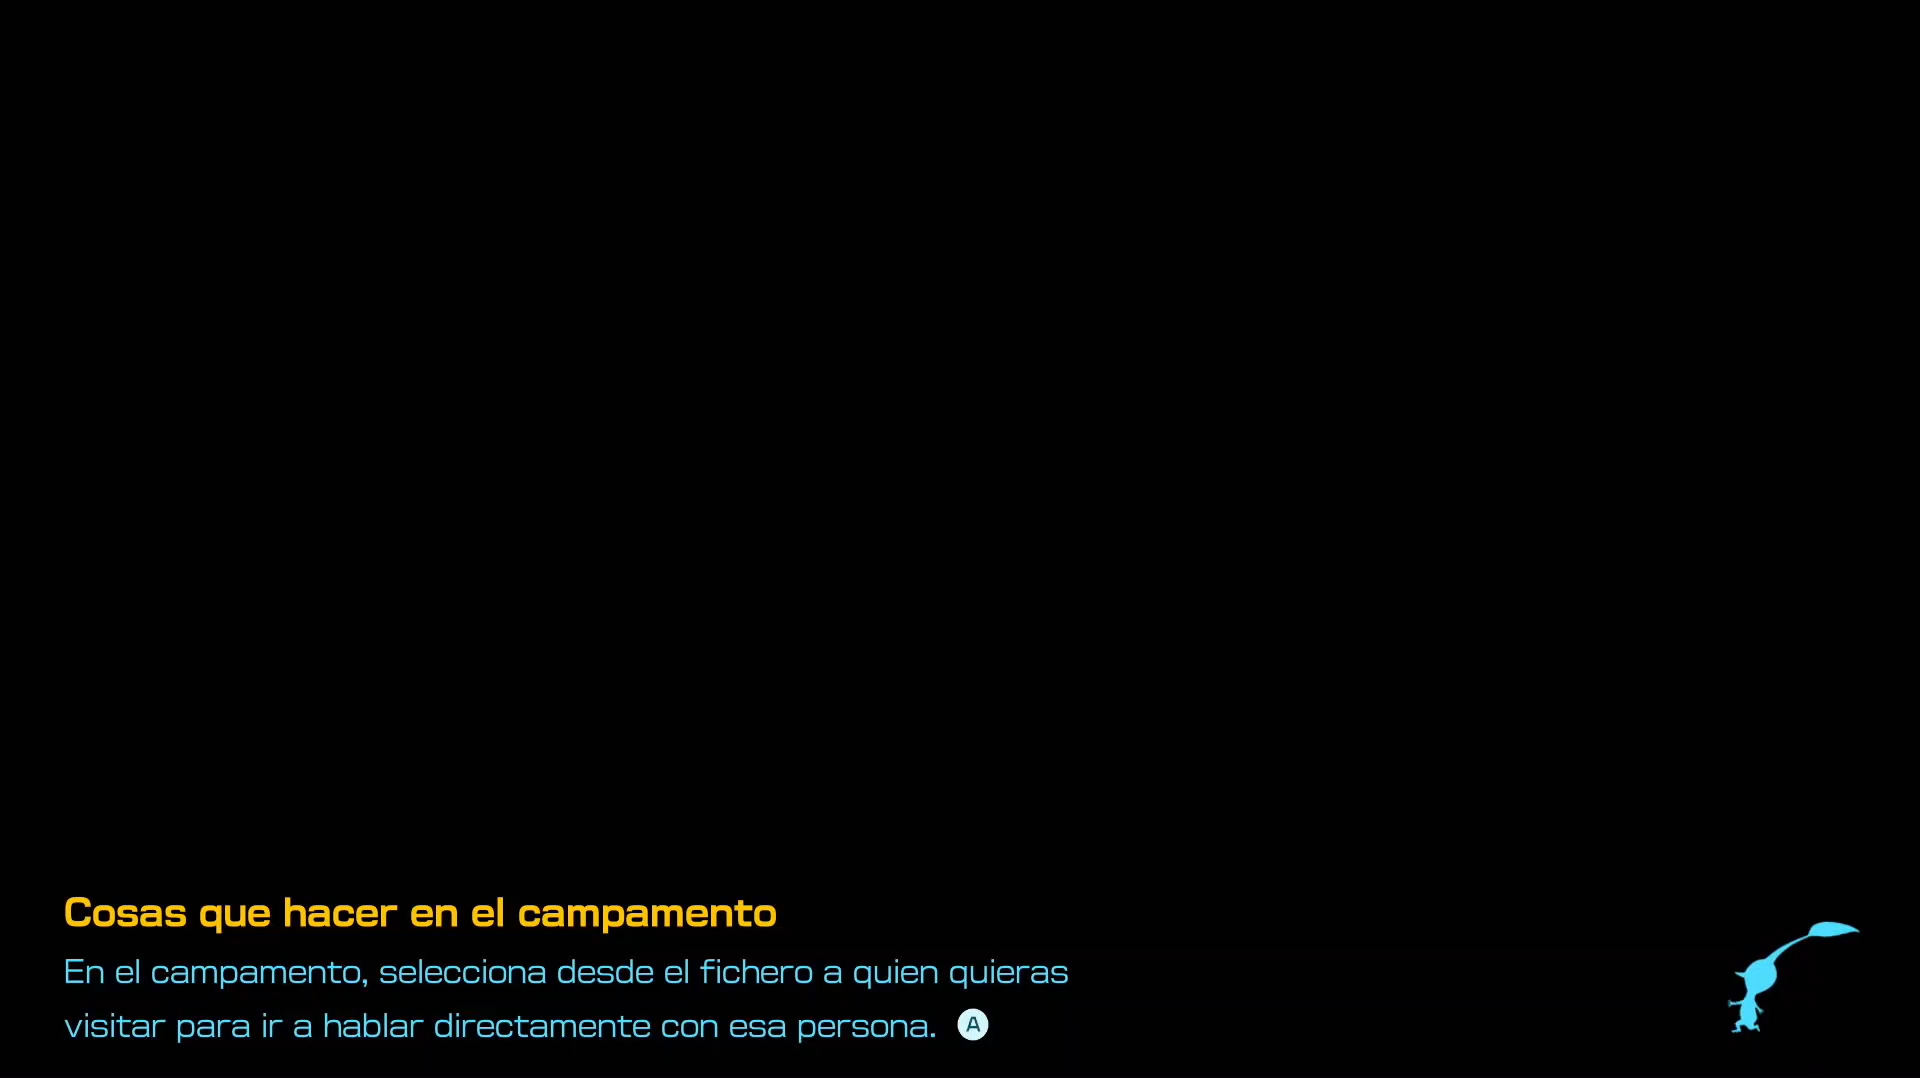 Cosas que hacer en el campamento
En el campamento, selecciona desde el fichero a quien quieras
visitar para ir a hablar directamente con esa persona. A